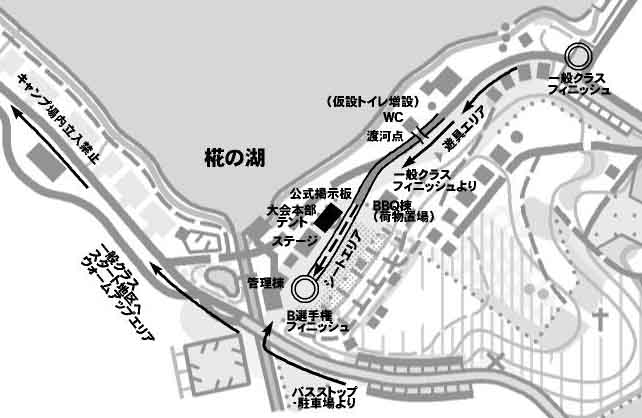 一般クラス
フィニッシュ
(仮設トイレ増設)
WC
渡河点
遊具エリア
キャンプ場内立入禁止
椛の湖
一般クラス
フィニッシュより
公式掲示板
大会本部
テント
ステージ
BBQ棟
(荷物置場)
シートエリア
管理棟
B選手権
フィニッシュ
一般クラス
スタート地区へ
ウォームアップエリア
バスストップ
・駐車場より